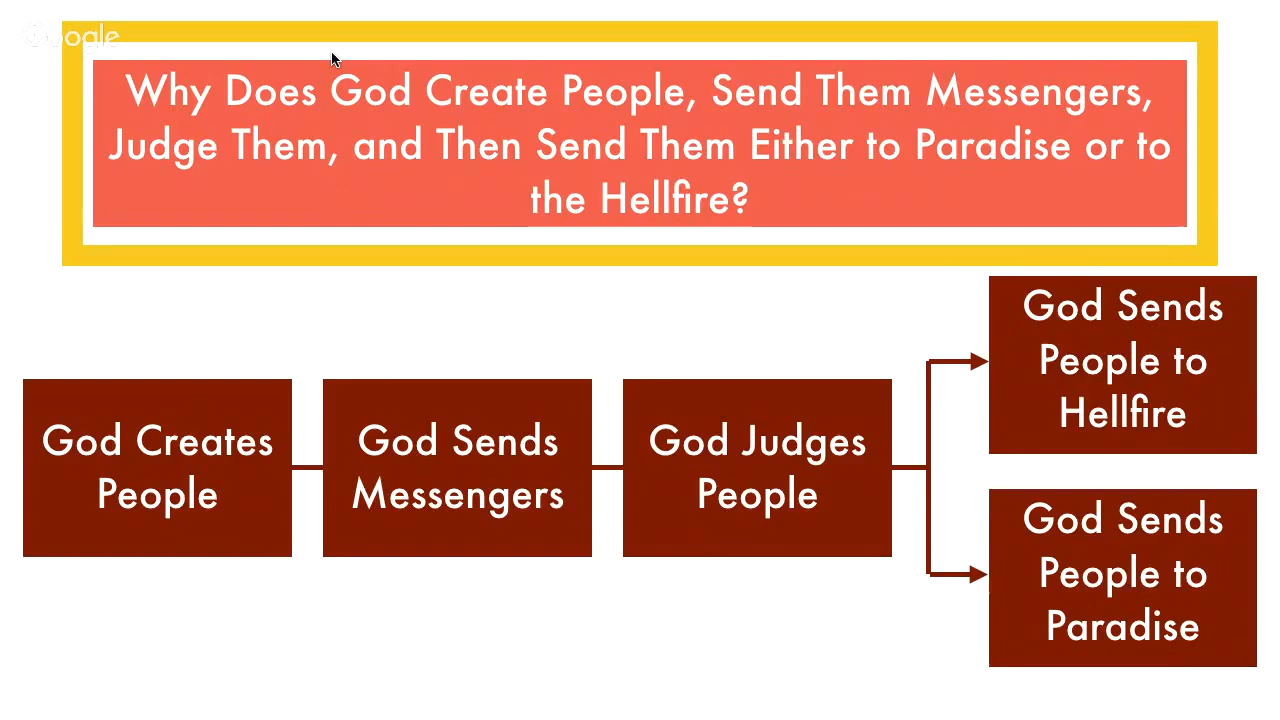 Google
Why Does God Create People, Send Them Messengers,
Judge Them, and Then Send Them Either to Paradise or to
the Hellfire?
God Creates
People
God Sends
Messengers
God Judges
People
God Sends
People to
Hellfire
God Sends
People to
Paradise